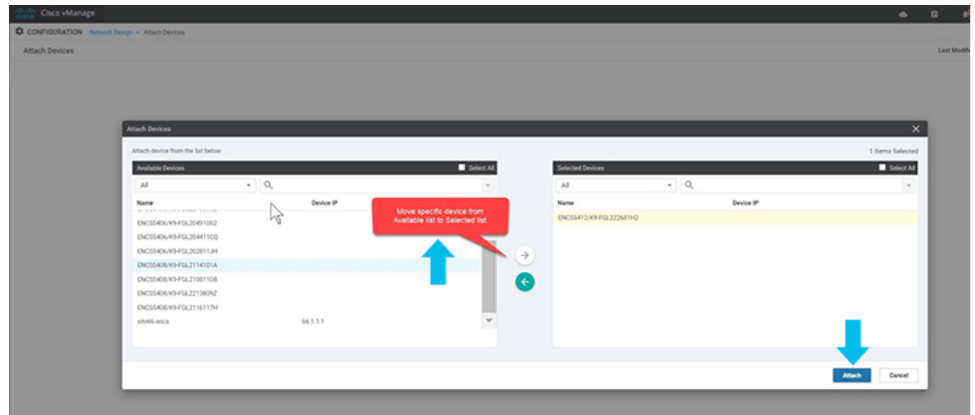 Cisco vManage
CONFIGURATION Network Design > Attach Devices
Attach Devices
Attach Devices
Attach device from the list below
1 Items Selected
Available Devices
Select All
Selected Devices
Select All
All
All
Name
Device IP
Name
Device IP
Move specific device from
Available list to Selected list
ENCS5412/K9-FGL222681H2
ENCS5406/K9-FGL204911052
ENCS5406/K9-FGL204411GQ
ENCS5406/K9-FGL202811JH
ENCS5408/K9-FGL2114101A
ENCS5408/K9-FGL210811D8
ENCS5408/K9-FGL2213809Z
ENCS5408/K9-FGL2116117H
site66-encs 66.1.1.1
Attach
Cancel